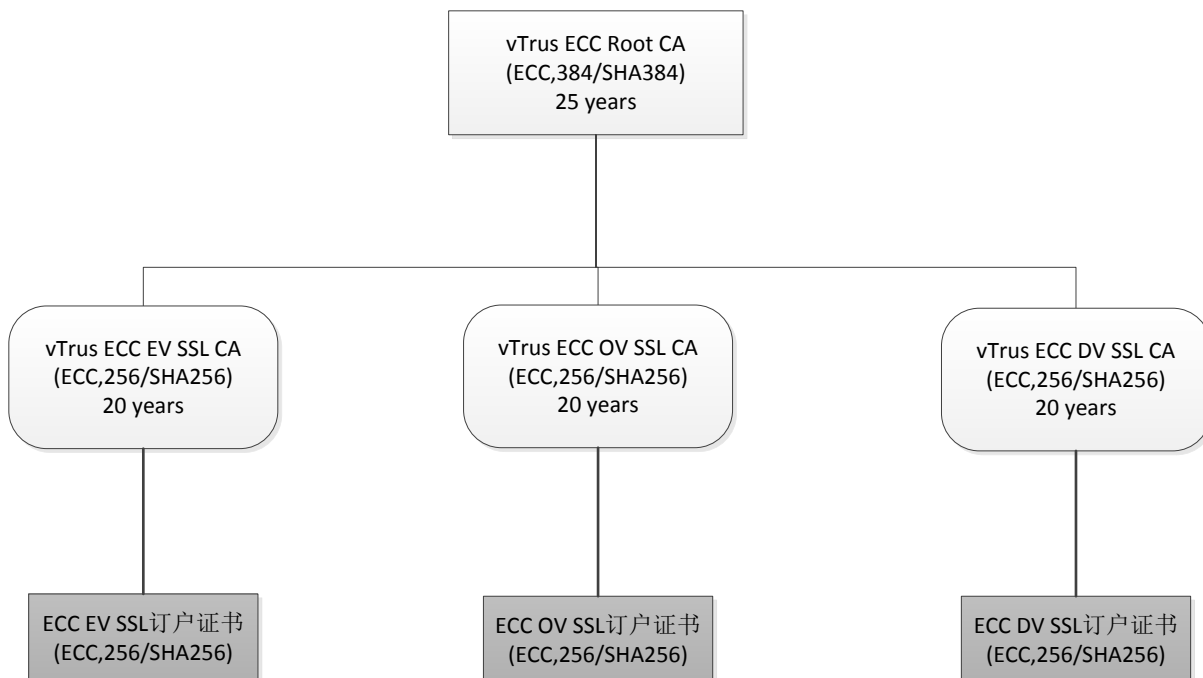 vTrus ECC Root CA
(ECC,384/SHA384)
25 years
vTrus ECC EV SSL CA
(ECC,256/SHA256)
20 years
vTrus ECC OV SSL CA
(ECC,256/SHA256)
20 years
vTrus ECC DV SSL CA
(ECC,256/SHA256)
20 years
ECC EV SSL订户证书
(ECC,256/SHA256)
ECC OV SSL订户证书
(ECC,256/SHA256)
ECC DV SSL订户证书
(ECC,256/SHA256)